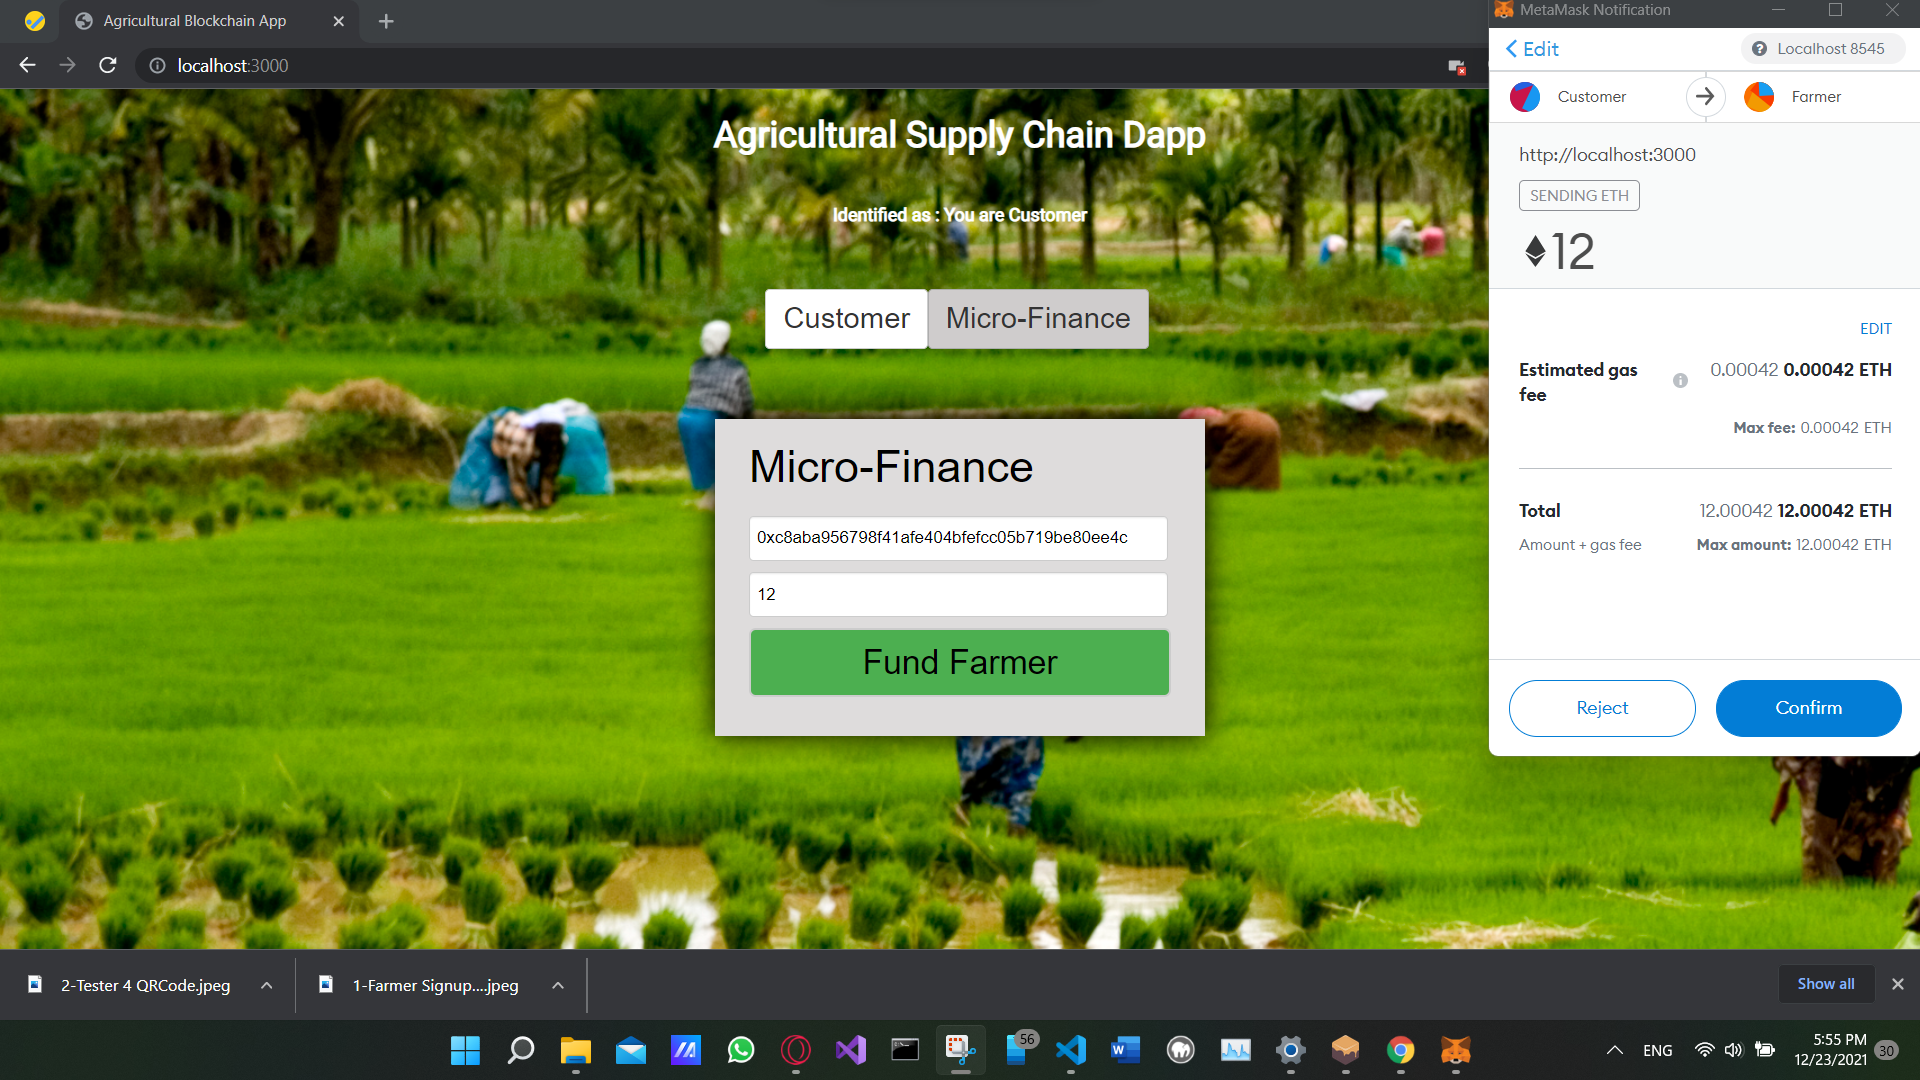 Agricultural Blockchain App
localhost:3000
Agricultural Supply Chain Dapp
Identified as : You are Customer
Customer
Micro-Finance
Micro-Finance
0xc8aba956798f41afe404bfefcc05b719be80ee4c
12
Fund Farmer
MetaMask Notification
Edit
Localhost 8545
Customer
Farmer
http://localhost:3000
SENDING ETH
12
EDIT
Estimated gas fee
0.00042 0.00042 ETH
Max fee: 0.00042 ETH
Total
12.00042 12.00042 ETH
Amount + gas fee
Max amount: 12.00042 ETH
Reject
Confirm
2-Tester 4 QRCode.jpeg
1-Farmer Signup....jpeg
Show all
56
W
ENG
5:55 PM
12/23/2021
30